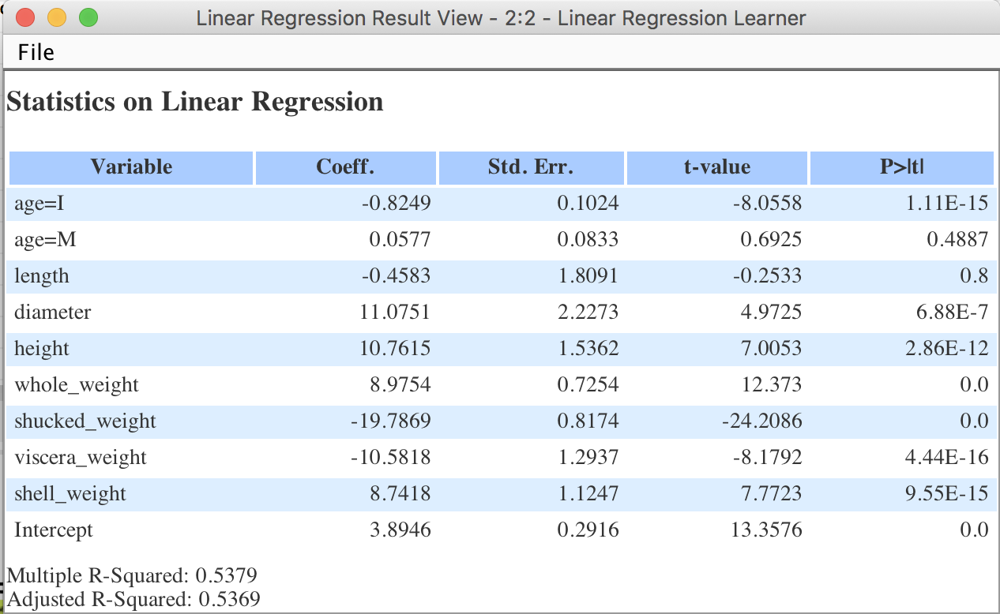 Linear Regression Result View - 2:2 - Linear Regression Learner
File
Statistics on Linear Regression
Variable Coeff. Std. Err. t-value P>|t|
age=I -0.8249 0.1024 -8.0558 1.11E-15
age=M 0.0577 0.0833 0.6925 0.4887
length -0.4583 1.8091 -0.2533 0.8
diameter 11.0751 2.2273 4.9725 6.88E-7
height 10.7615 1.5362 7.0053 2.86E-12
whole_weight 8.9754 0.7254 12.373 0.0
shucked_weight -19.7869 0.8174 -24.2086 0.0
viscera_weight -10.5818 1.2937 -8.1792 4.44E-16
shell_weight 8.7418 1.1247 7.7723 9.55E-15
Intercept 3.8946 0.2916 13.3576 0.0
Multiple R-Squared: 0.5379
Adjusted R-Squared: 0.5369